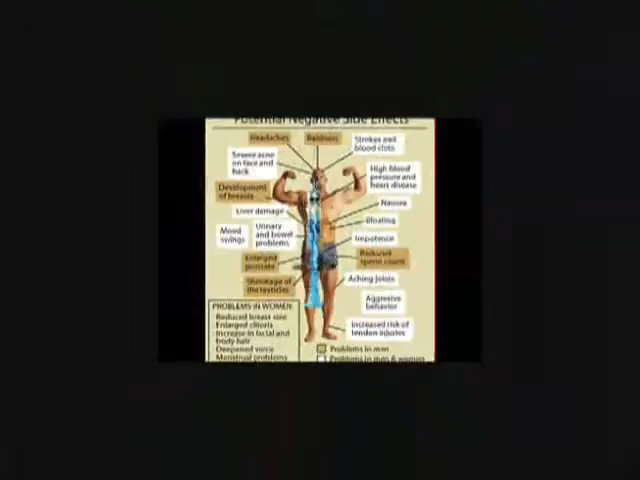 Potential Negative Side Effects
Headaches
Baldness
Strokes and
blood clots
Severe acne
on face and
back
High blood
pressure and
heart disease
Development
of breasts
Nausea
Liver damage
Bloating
Mood
swings
Urinary
and bowel
problems
Impotence
Enlarged
prostate
Reduced
sperm count
Shrinkage of
the testicles
Aching joints
Aggressive
behavior
Increased risk of
tendon injuries
PROBLEMS IN WOMEN:
Reduced breast size
Enlarged clitoris
Increase in facial and
body hair
Deepened voice
Menstrual problems
Problems in men
Problems in men & women